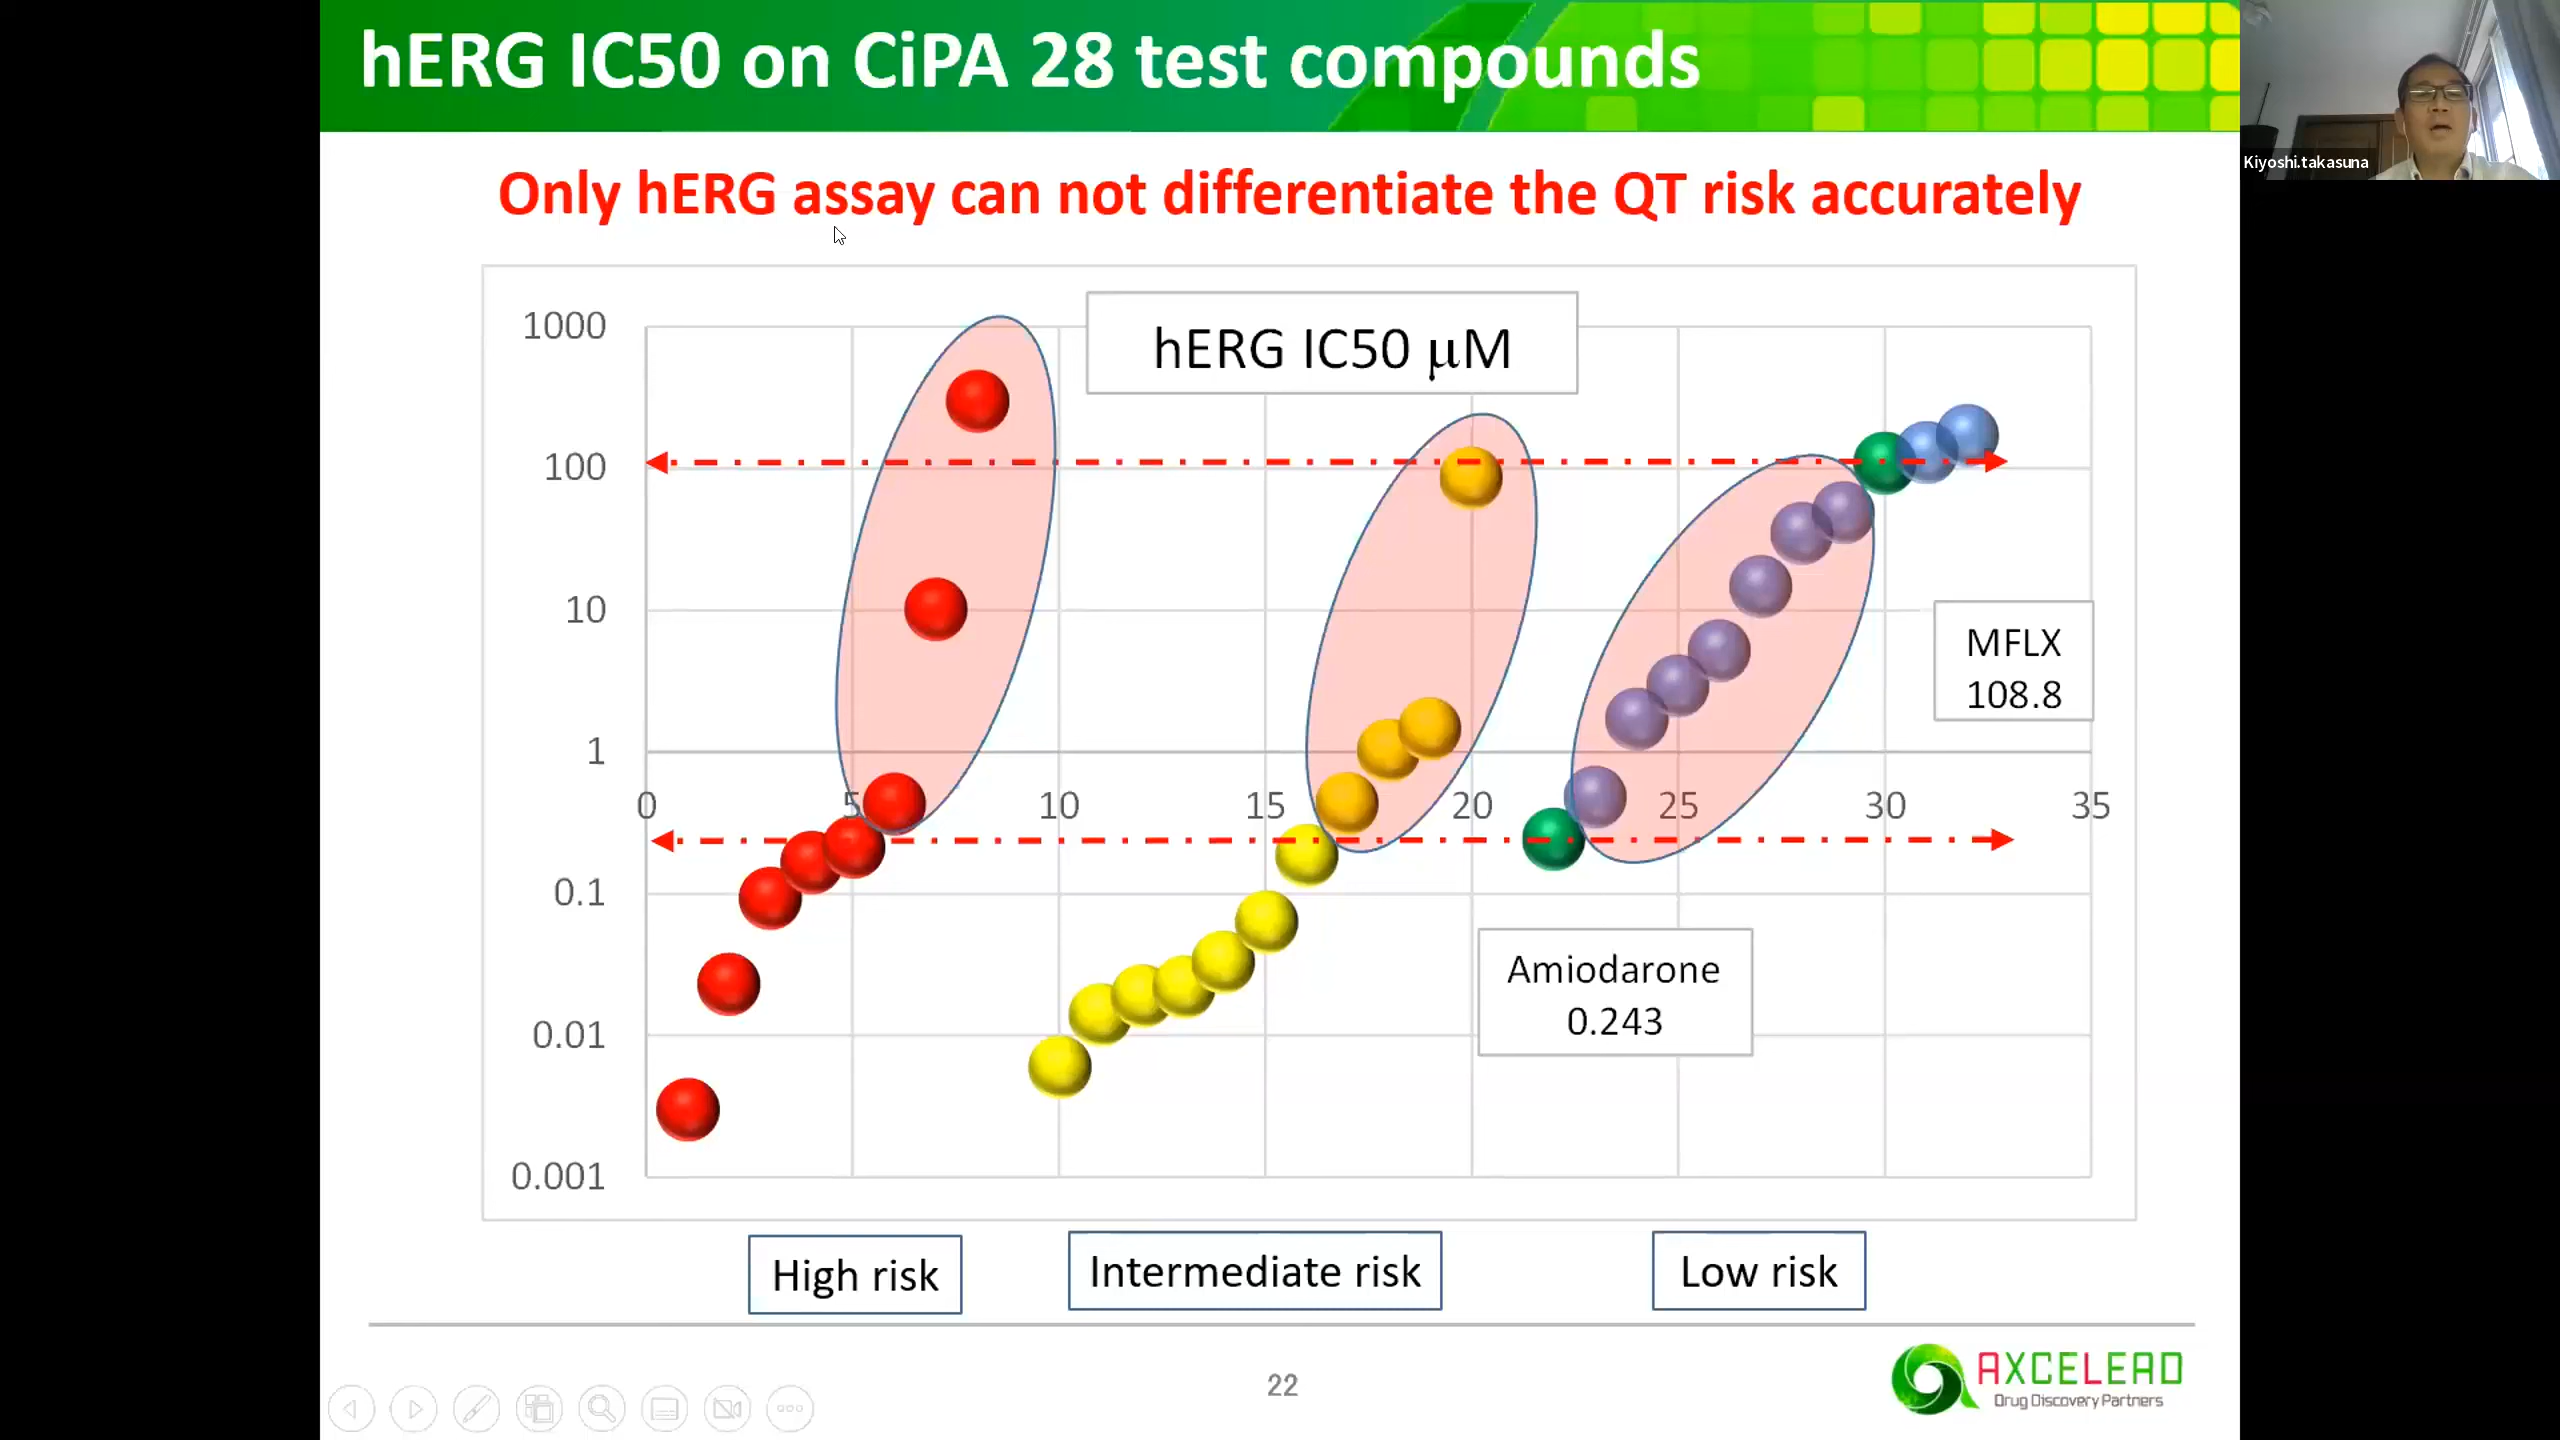 hERG IC50 on CiPA 28 test compounds
Kiyoshi.takasuna
Only hERG assay can not differentiate the QT risk accurately
hERG IC50 μM
1000
100
10
1
0 5 10 15 20 25 30 35
0.1
0.01
0.001
MFLX
108.8
Amiodarone
0.243
High risk
Intermediate risk
Low risk
22
AXCELEAD
Drug Discovery Partners